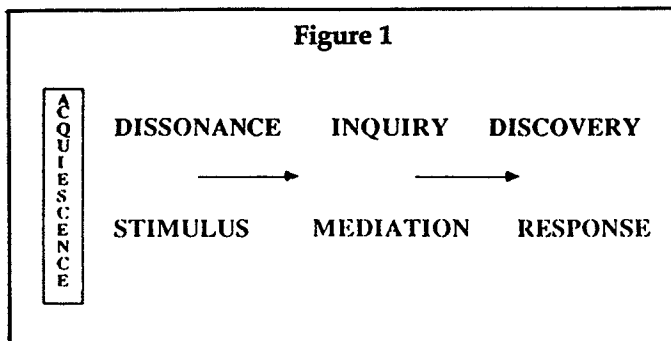 Figure 1
ACQUIESCENCE
DISSONANCE INQUIRY DISCOVERY
STIMULUS MEDIATION RESPONSE